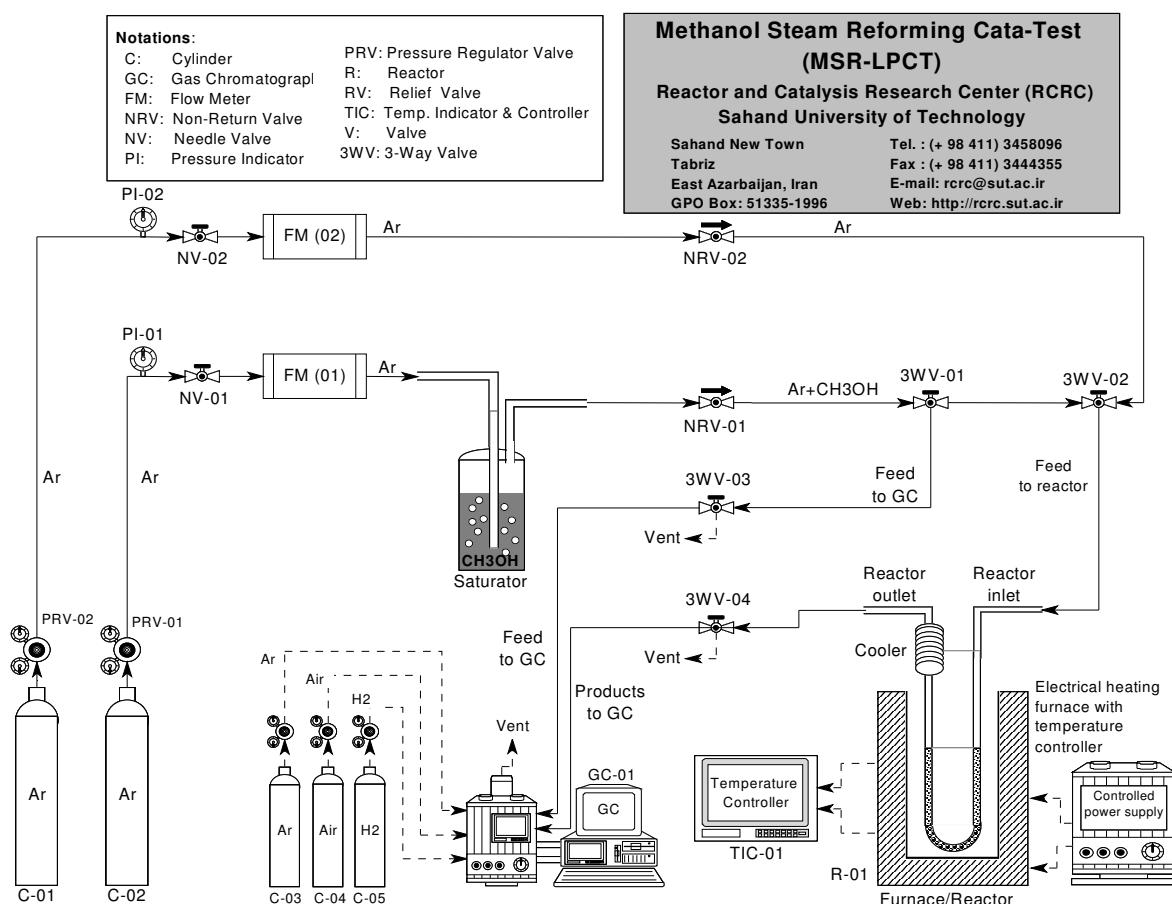 Notations:
C: Cylinder
GC: Gas Chromatograpl
FM: Flow Meter
NRV: Non-Return Valve
NV: Needle Valve
PI: Pressure Indicator
PRV: Pressure Regulator Valve
R: Reactor
RV: Relief Valve
TIC: Temp. Indicator & Controller
V: Valve
3WV: 3-Way Valve
Methanol Steam Reforming Cata-Test
(MSR-LPCT)
Reactor and Catalysis Research Center (RCRC)
Sahand University of Technology
Sahand New Town
Tabriz
East Azarbaijan, Iran
GPO Box: 51335-1996
Tel. : (+ 98 411) 3458096
Fax : (+ 98 411) 3444355
E-mail: rcrc@sut.ac.ir
Web: http://rcrc.sut.ac.ir
PI-02
NV-02
FM (02)
Ar
NRV-02
Ar
PI-01
NV-01
FM (01)
Ar
NRV-01
Ar+CH3OH
3WV-01
3WV-02
Ar
Ar
CH3OH
Saturator
3WV-03
Vent
Feed
to GC
Feed
to reactor
PRV-02
PRV-01
3WV-04
Vent
Reactor
outlet
Reactor
inlet
Cooler
Feed
to GC
Products
to GC
Ar
Air
H2
Vent
Electrical heating
furnace with
temperature
controller
Ar
C-01
Ar
C-02
Ar
C-03
Air
C-04
H2
C-05
GC-01
GC
Temperature
Controller
TIC-01
R-01
Furnace/Reactor
Controlled
power supply